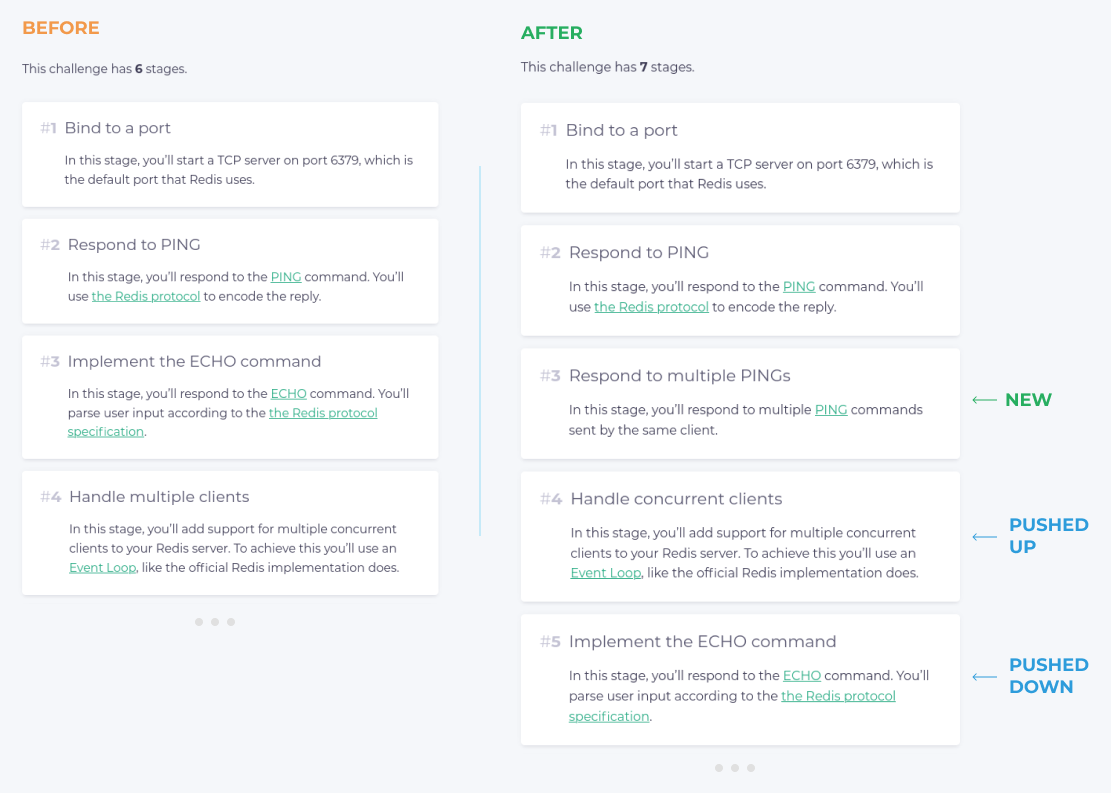 BEFORE
This challenge has 6 stages.
#1 Bind to a port
In this stage, you'll start a TCP server on port 6379, which is
the default port that Redis uses.
#2 Respond to PING
In this stage, you'll respond to the PING command. You'll
use the Redis protocol to encode the reply.
#3 Implement the ECHO command
In this stage, you'll respond to the ECHO command. You'll
parse user input according to the the Redis protocol
specification.
#4 Handle multiple clients
In this stage, you'll add support for multiple concurrent
clients to your Redis server. To achieve this you'll use an
Event Loop, like the official Redis implementation does.
AFTER
This challenge has 7 stages.
#1 Bind to a port
In this stage, you'll start a TCP server on port 6379, which is
the default port that Redis uses.
#2 Respond to PING
In this stage, you'll respond to the PING command. You'll
use the Redis protocol to encode the reply.
#3 Respond to multiple PINGs
In this stage, you'll respond to multiple PING commands
sent by the same client.
NEW
#4 Handle concurrent clients
In this stage, you'll add support for multiple concurrent
clients to your Redis server. To achieve this you'll use an
Event Loop, like the official Redis implementation does.
PUSHED
UP
#5 Implement the ECHO command
In this stage, you'll respond to the ECHO command. You'll
parse user input according to the the Redis protocol
specification.
PUSHED
DOWN